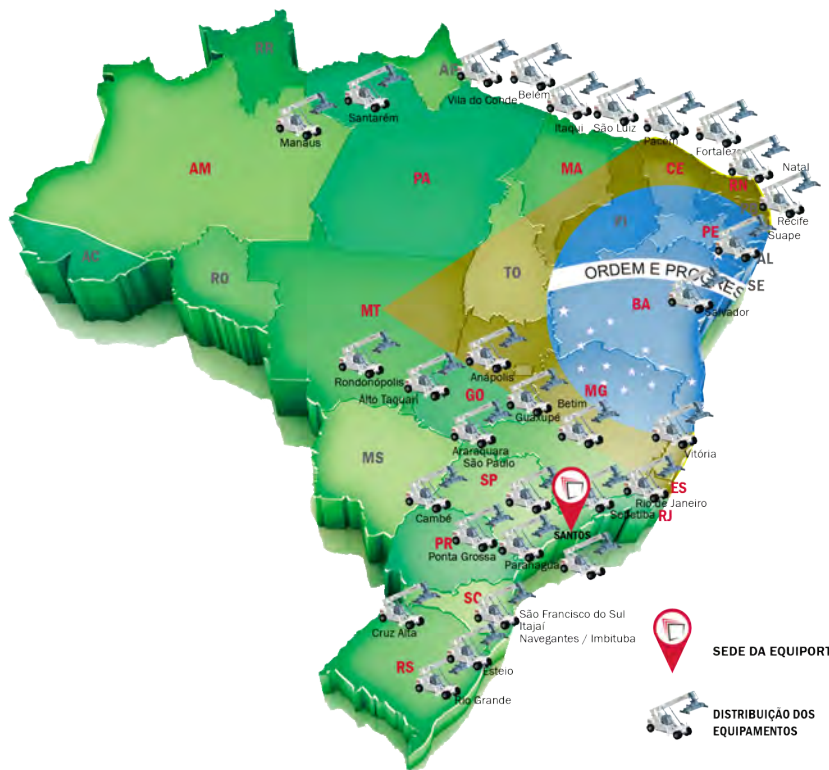 RR
AP
Vila do Conde
Belém
Itaqui
São Luiz
Pacém
Fortaleza
Natal
Recife
Suape
Santarém
Manaus
AM
PA
MA
CE
RN
PI
PE
AL
SE
AC
RO
TO
ORDEM E PROGRES
MT
BA
Salvador
Rondonópolis
Alto Taquari
Anápolis
GO
Guaxupé
Betim
MG
Vitória
Araraquara
São Paulo
MS
SP
Cambé
ES
Rio de Janeiro
RJ
SANTOS
PR
Ponta Grossa
Paranaguá
SC
São Francisco do Sul
Itajaí
Navegantes / Imbituba
Cruz Alta
RS
Esteio
Rio Grande
SEDE DA EQUIPORT
DISTRIBUIÇÃO DOS
EQUIPAMENTOS